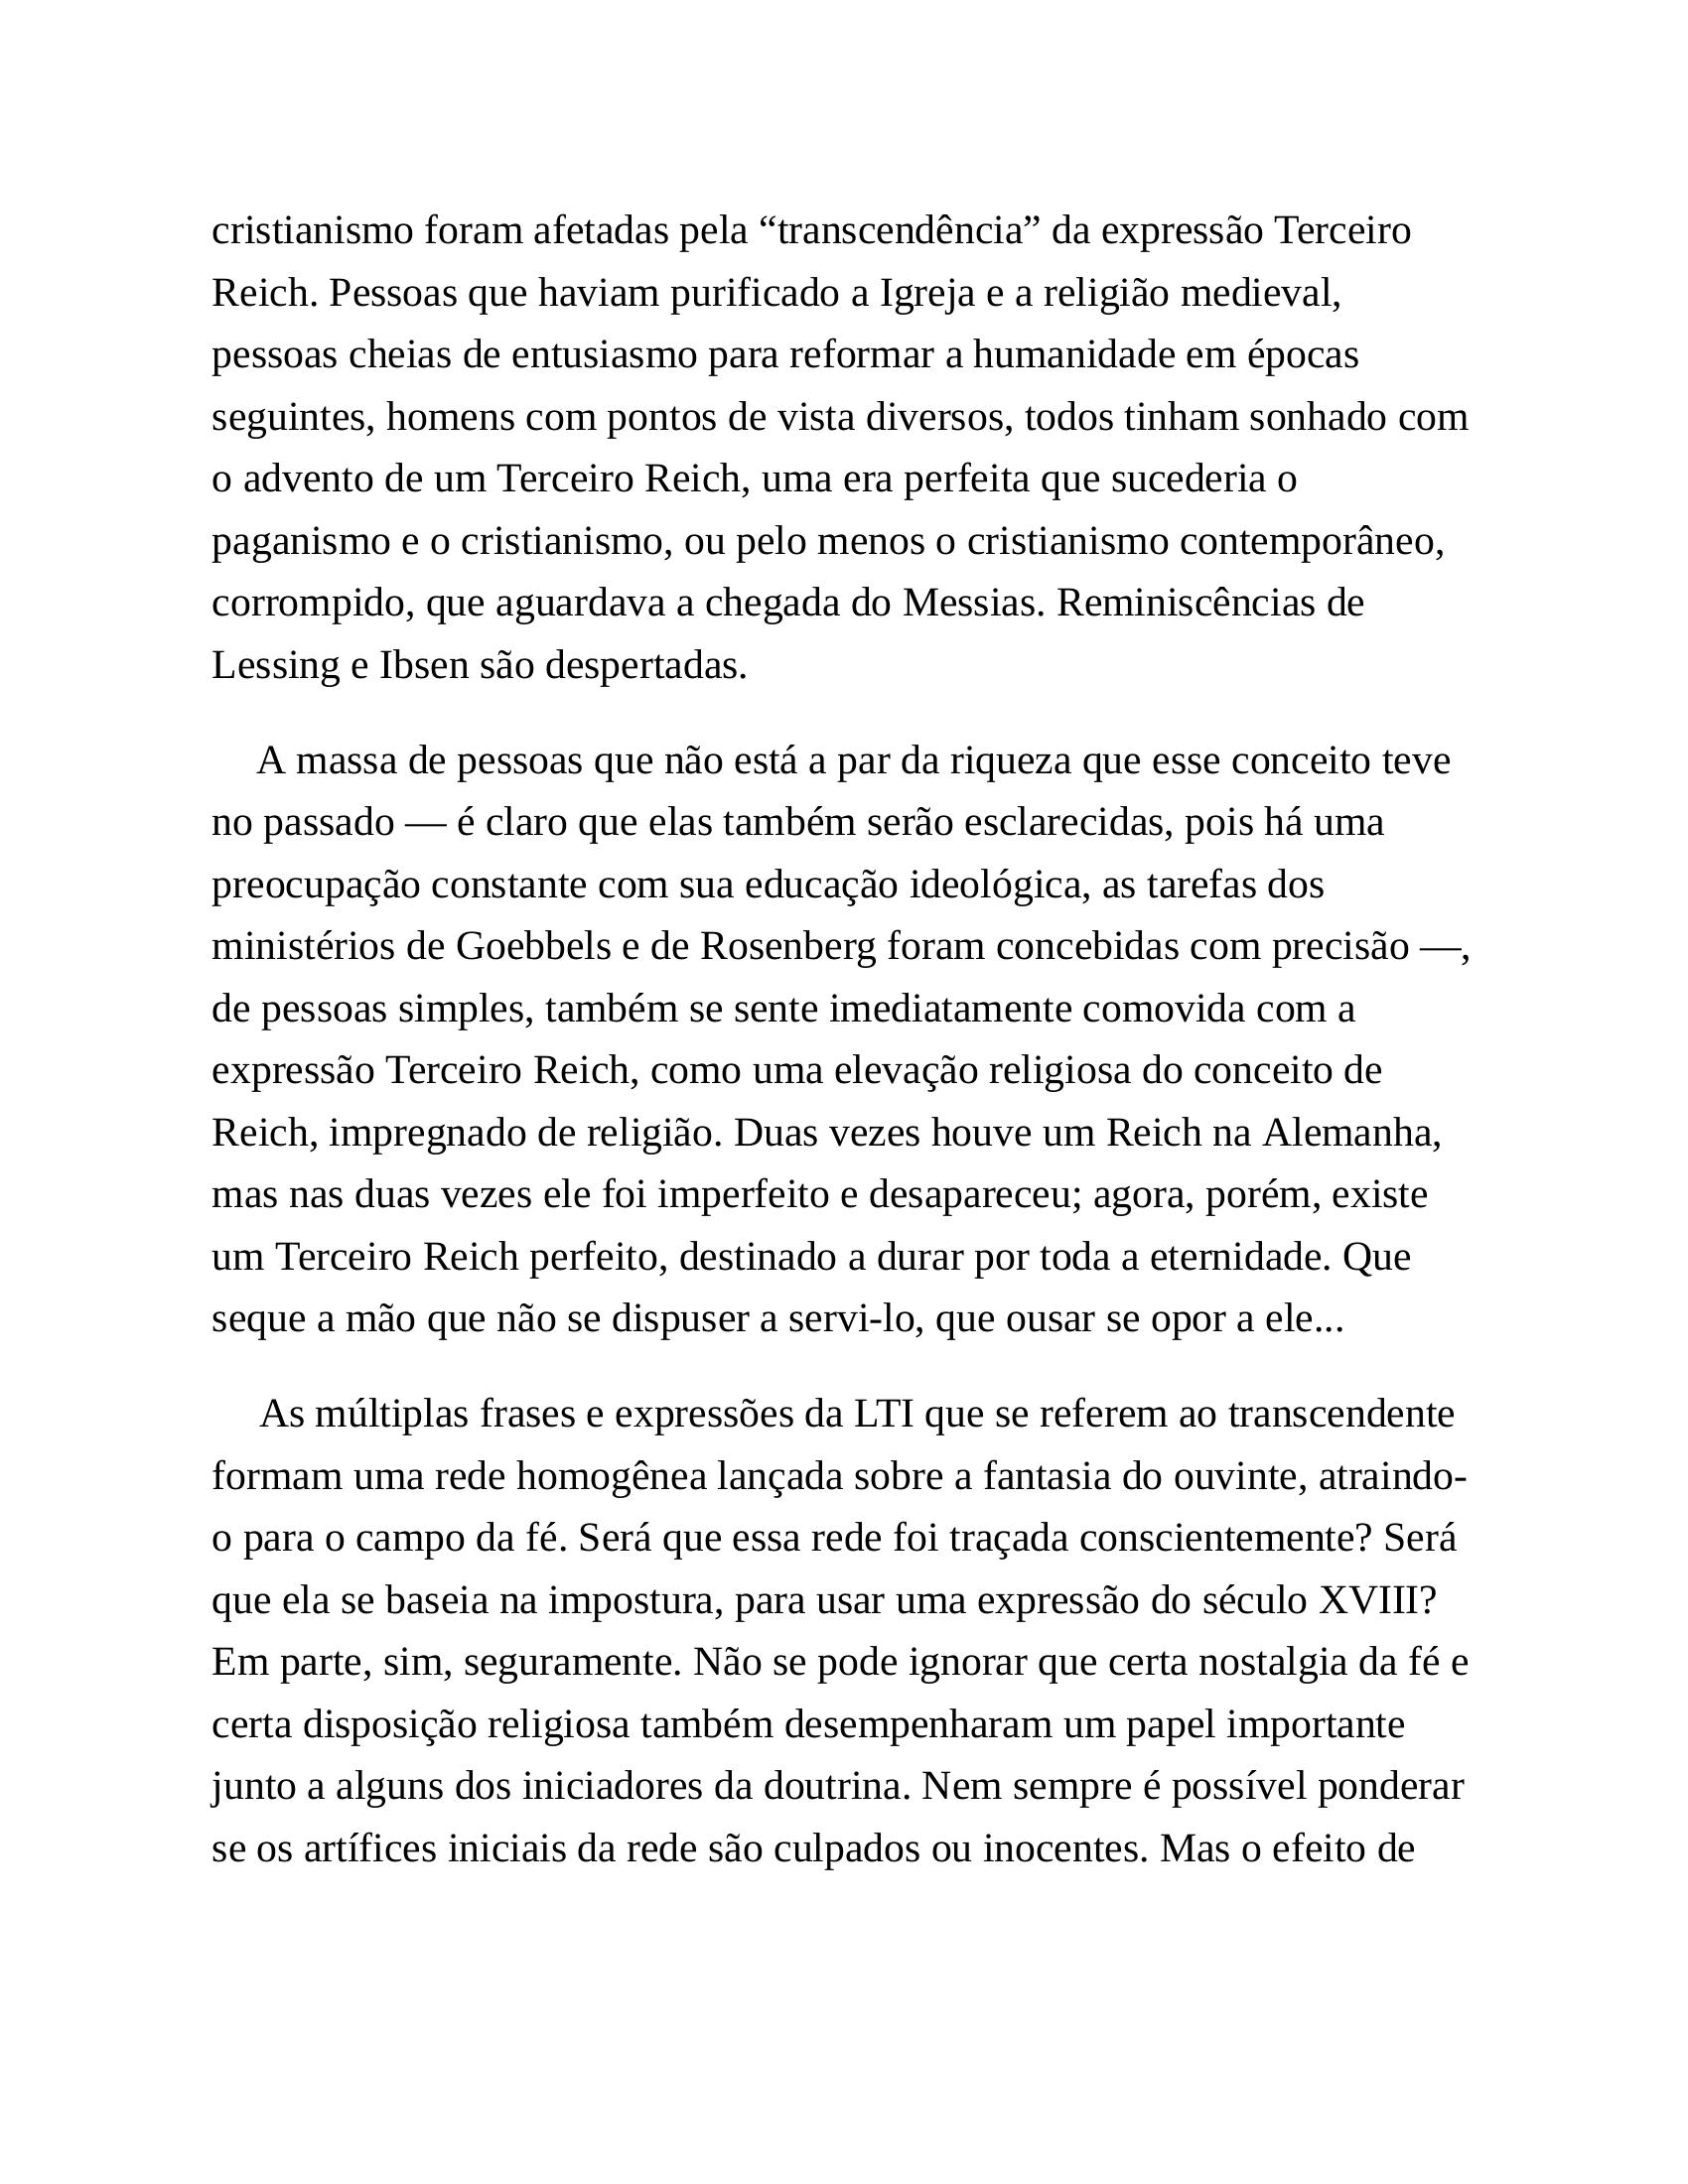 cristianismo foram afetadas pela “transcendência” da expressão Terceiro
Reich. Pessoas que haviam purificado a Igreja e a religião medieval,
pessoas cheias de entusiasmo para reformar a humanidade em épocas
seguintes, homens com pontos de vista diversos, todos tinham sonhado com
o advento de um Terceiro Reich, uma era perfeita que sucederia o
paganismo e o cristianismo, ou pelo menos o cristianismo contemporâneo,
corrompido, que aguardava a chegada do Messias. Reminiscências de
Lessing e Ibsen são despertadas.
A massa de pessoas que não está a par da riqueza que esse conceito teve
no passado — é claro que elas também serão esclarecidas, pois há uma
preocupação constante com sua educação ideológica, as tarefas dos
ministérios de Goebbels e de Rosenberg foram concebidas com precisão —,
de pessoas simples, também se sente imediatamente comovida com a
expressão Terceiro Reich, como uma elevação religiosa do conceito de
Reich, impregnado de religião. Duas vezes houve um Reich na Alemanha,
mas nas duas vezes ele foi imperfeito e desapareceu; agora, porém, existe
um Terceiro Reich perfeito, destinado a durar por toda a eternidade. Que
seque a mão que não se dispuser a servi-lo, que ousar se opor a ele...
As múltiplas frases e expressões da LTI que se referem ao transcendente
formam uma rede homogênea lançada sobre a fantasia do ouvinte, atraindo-
o para o campo da fé. Será que essa rede foi traçada conscientemente? Será
que ela se baseia na impostura, para usar uma expressão do século XVIII?
Em parte, sim, seguramente. Não se pode ignorar que certa nostalgia da fé e
certa disposição religiosa também desempenharam um papel importante
junto a alguns dos iniciadores da doutrina. Nem sempre é possível ponderar
se os artífices iniciais da rede são culpados ou inocentes. Mas o efeito de